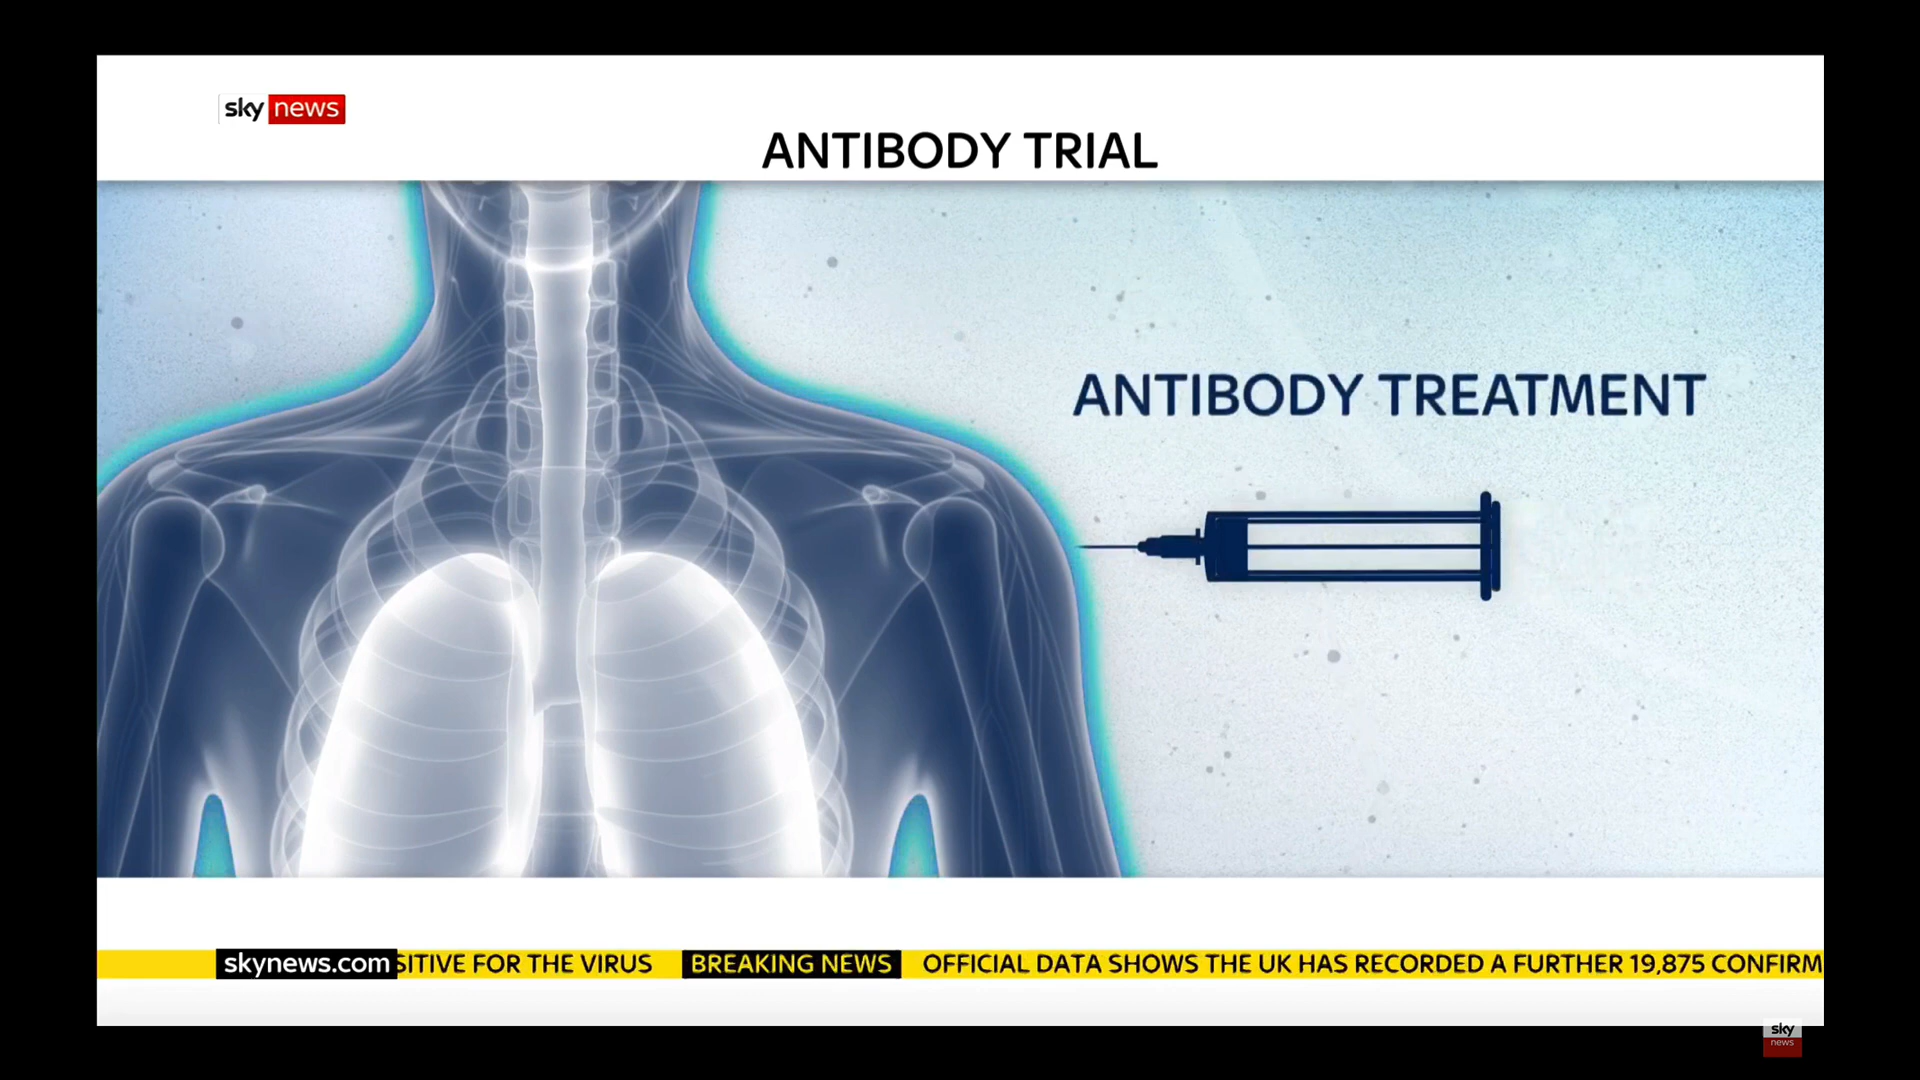 sky news
ANTIBODY TRIAL
ANTIBODY TREATMENT
skynews.com SITIVE FOR THE VIRUS BREAKING NEWS OFFICIAL DATA SHOWS THE UK HAS RECORDED A FURTHER 19,875 CONFIRM
sky
news